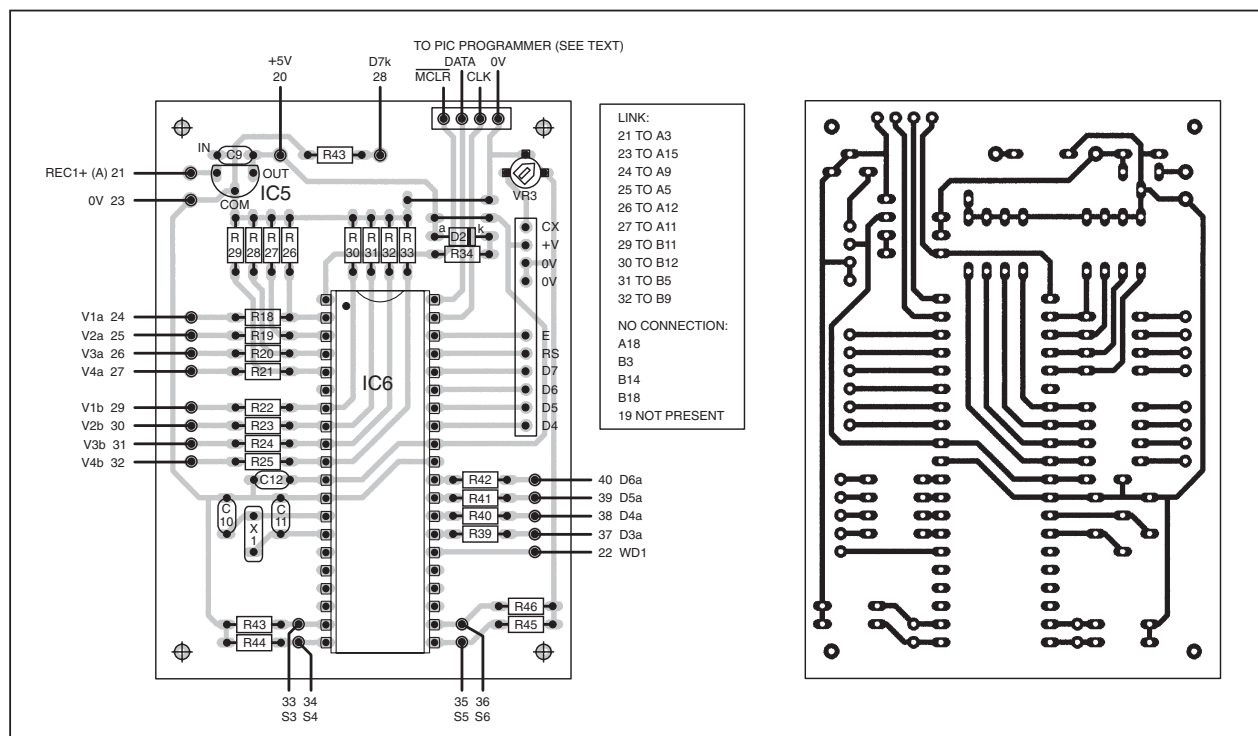 TO PIC PROGRAMMER (SEE TEXT)
+5V
20
D7k
28
DATA 0V
MCLR CLK
IN
C9
R43
REC1+ (A) 21
OUT
IC5
COM
0V 23
VR3
R 29
R 28
R 27
R 26
R 30
R 31
R 32
R 33
a D2 k
R34
CX
+V
0V
0V
V1a 24
R18
V2a 25
R19
V3a 26
R20
V4a 27
R21
IC6
E
RS
D7
D6
D5
D4
V1b 29
R22
V2b 30
R23
V3b 31
R24
V4b 32
R25
C12
C 10
X 1
C 11
R42
40 D6a
R41
39 D5a
R40
38 D4a
R39
37 D3a
22 WD1
R43
R44
R46
R45
33 34
S3 S4
35 36
S5 S6
LINK:
21 TO A3
23 TO A15
24 TO A9
25 TO A5
26 TO A12
27 TO A11
29 TO B11
30 TO B12
31 TO B5
32 TO B9
NO CONNECTION:
A18
B3
B14
B18
19 NOT PRESENT